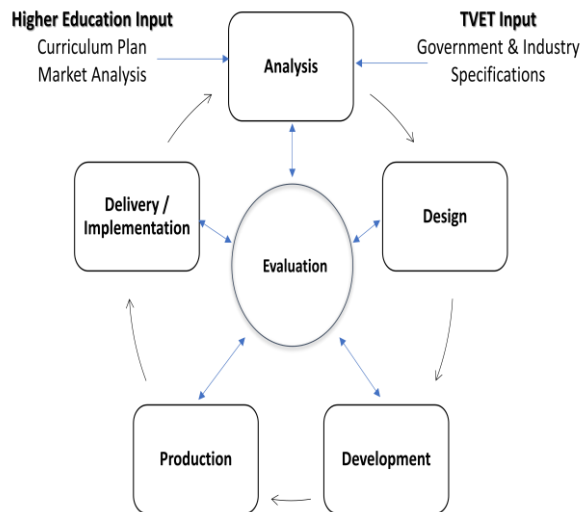 Higher Education Input
Curriculum Plan
Market Analysis
TVET Input
Government & Industry
Specifications
Analysis
Delivery /
Implementation
Design
Evaluation
Production
Development